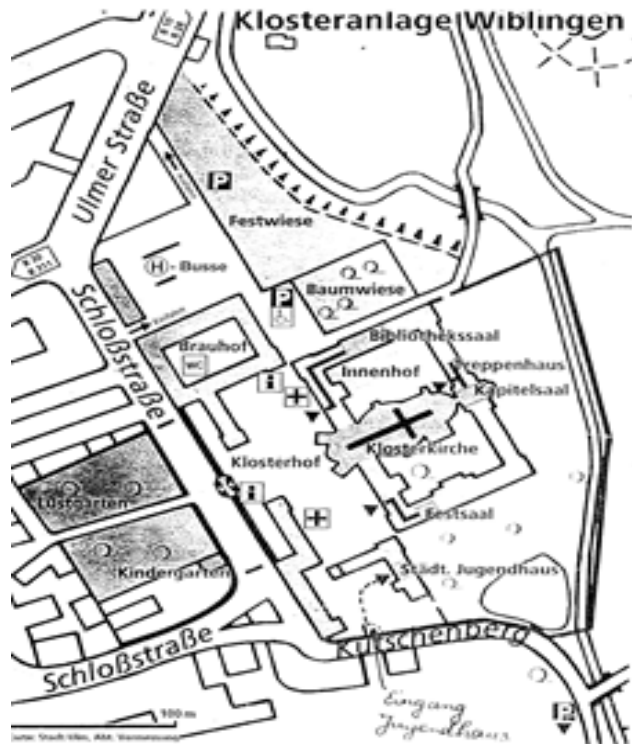 Klosteranlage Wiblingen
Ulmer Straße
P
Festwiese
H - Busse
Baumwiese
P
Schloßstraße
Brauhof
WC
Bibliothekssaal
Innenhof
Treppenhaus
Kapitelsaal
Klosterkirche
Klosterhof
Lustgarten
Festsaal
Kindergarten
Städt. Jugendhaus
Schloßstraße
Kutschenberg
Eingang
Jugendhaus
P
100 m